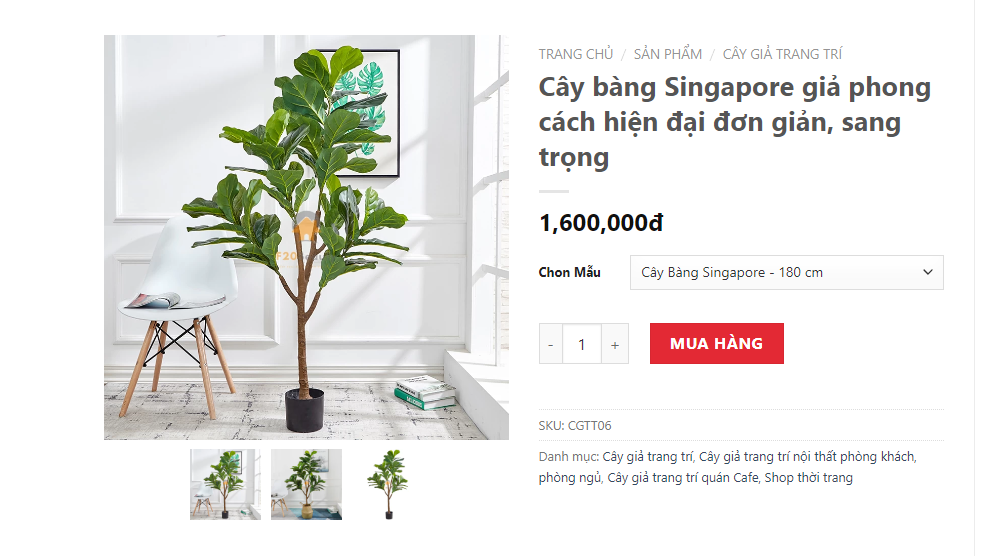 TRANG CHỦ / SẢN PHẨM / CÂY GIẢ TRANG TRÍ
Cây bàng Singapore giả phong
cách hiện đại đơn giản, sang
trọng
1,600,000đ
Chon Mẫu Cây Bàng Singapore - 180 cm
- 1 + MUA HÀNG
SKU: CGTT06
Danh mục: Cây giả trang trí, Cây giả trang trí nội thất phòng khách,
phòng ngủ, Cây giả trang trí quán Cafe, Shop thời trang